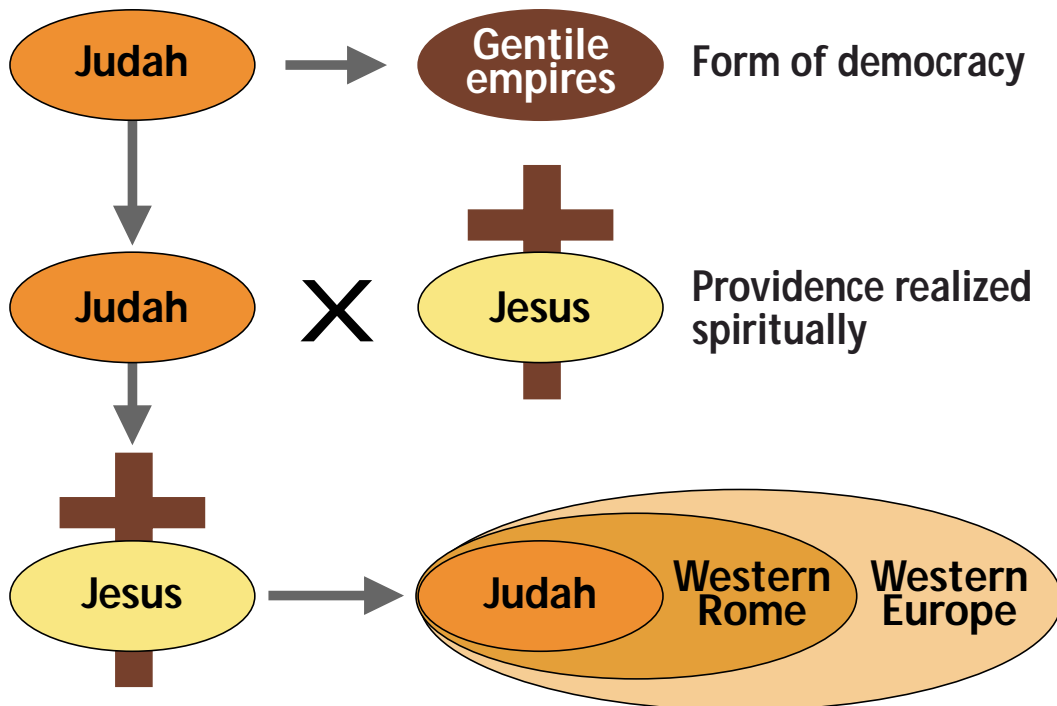 Judah
Gentile
empires
Form of democracy
Judah
X
Jesus
Providence realized
spiritually
Jesus
Judah
Western
Rome
Western
Europe